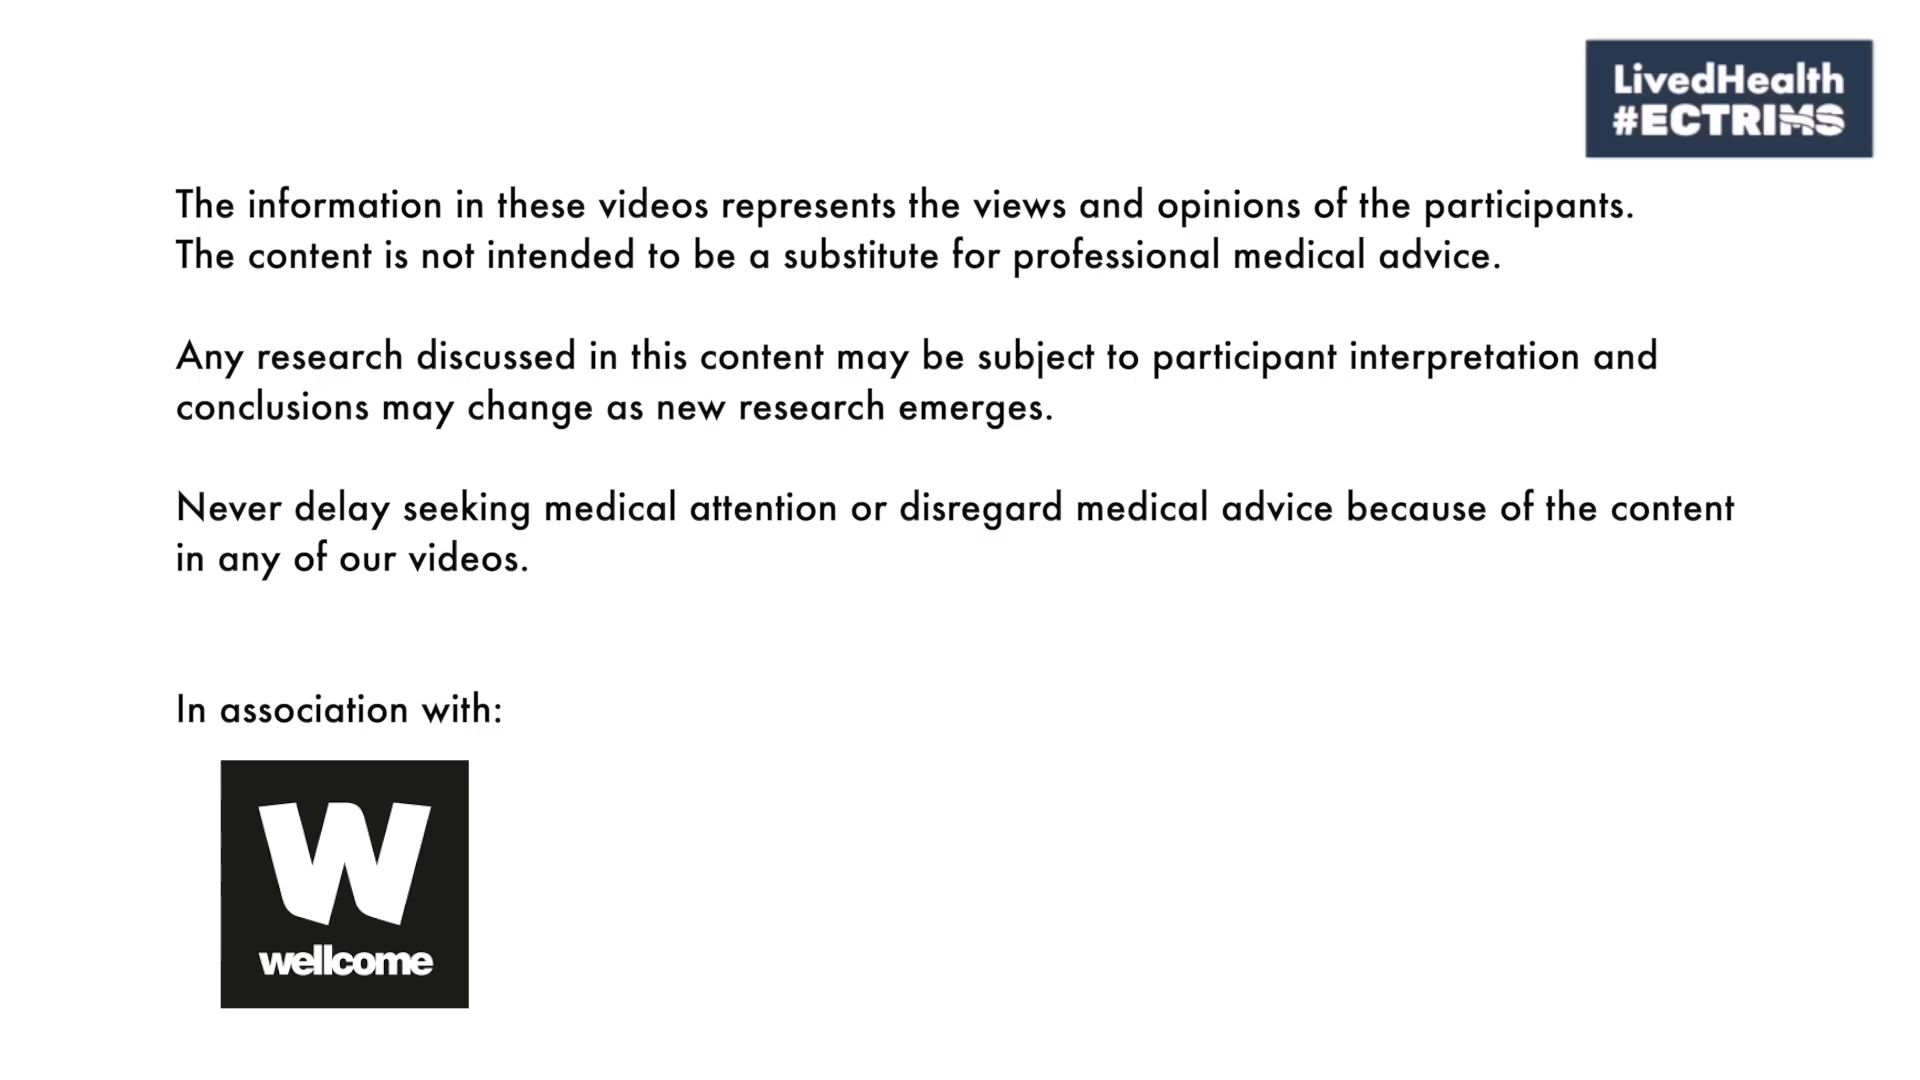 LivedHealth
#ECTRIMS
The information in these videos represents the views and opinions of the participants.
The content is not intended to be a substitute for professional medical advice.
Any research discussed in this content may be subject to participant interpretation and
conclusions may change as new research emerges.
Never delay seeking medical attention or disregard medical advice because of the content
in any of our videos.
In association with:
W
wellcome